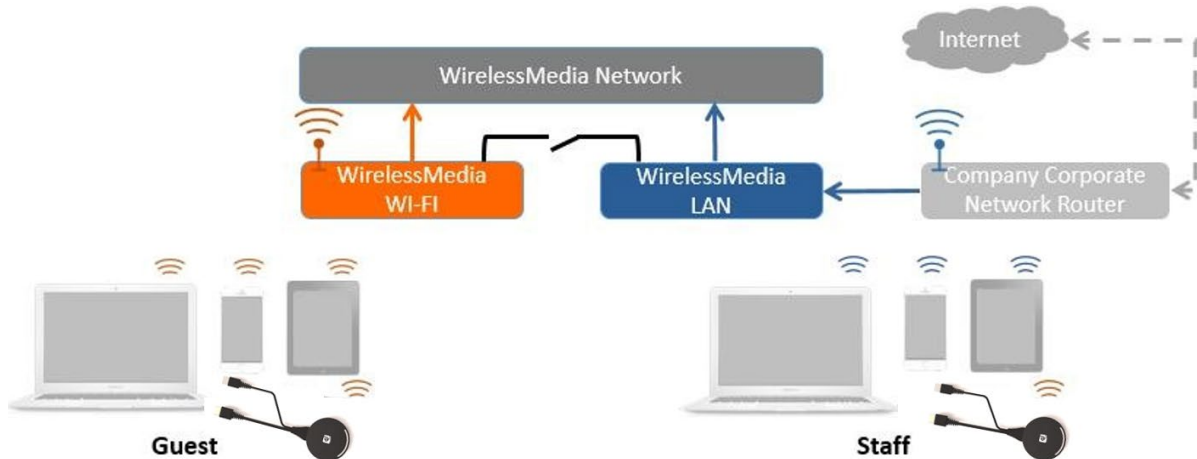 Internet
WirelessMedia Network
WirelessMedia
WI-FI
WirelessMedia
LAN
Company Corporate
Network Router
Guest
Staff